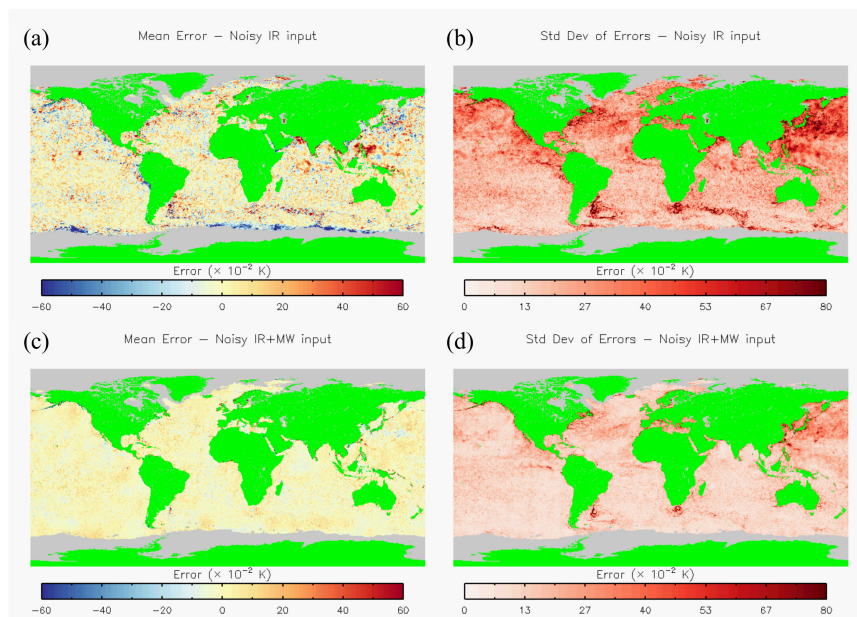 (a) Mean Error – Noisy IR input
(b) Std Dev of Errors – Noisy IR input
Error (× 10⁻² K)
-60 -40 -20 0 20 40 60
Error (× 10⁻² K)
0 13 27 40 53 67 80
(c) Mean Error – Noisy IR+MW input
(d) Std Dev of Errors – Noisy IR+MW input
Error (× 10⁻² K)
-60 -40 -20 0 20 40 60
Error (× 10⁻² K)
0 13 27 40 53 67 80